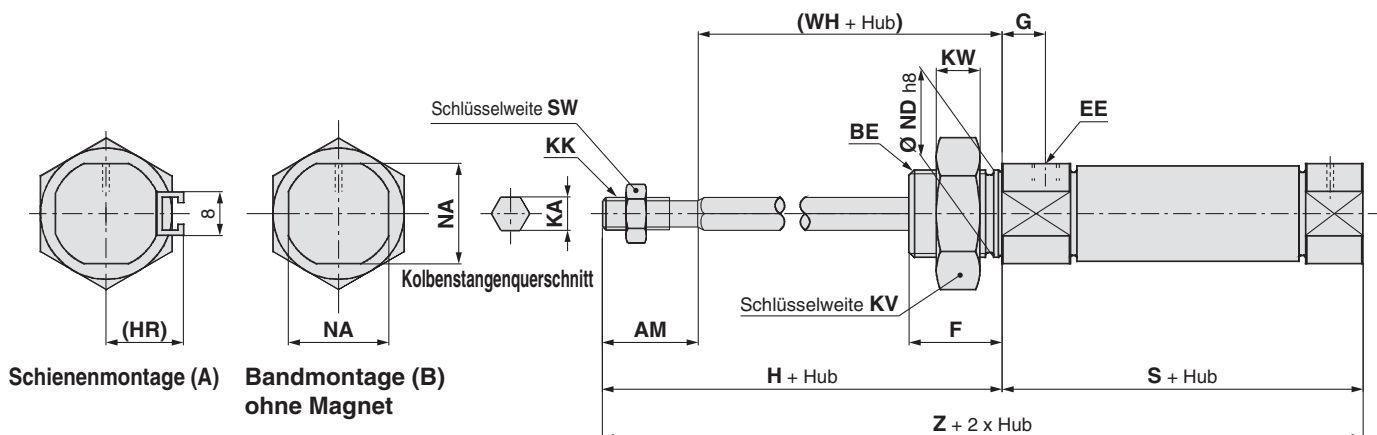 (WH + Hub)
G
KW
Ø ND h8
EE
Schlüsselweite SW
BE
KK
8
NA
KA
Kolbenstangenquerschnitt
Schlüsselweite KV
(HR)
NA
AM
F
Schienenmontage (A)
Bandmontage (B)
ohne Magnet
H + Hub
S + Hub
Z + 2 x Hub